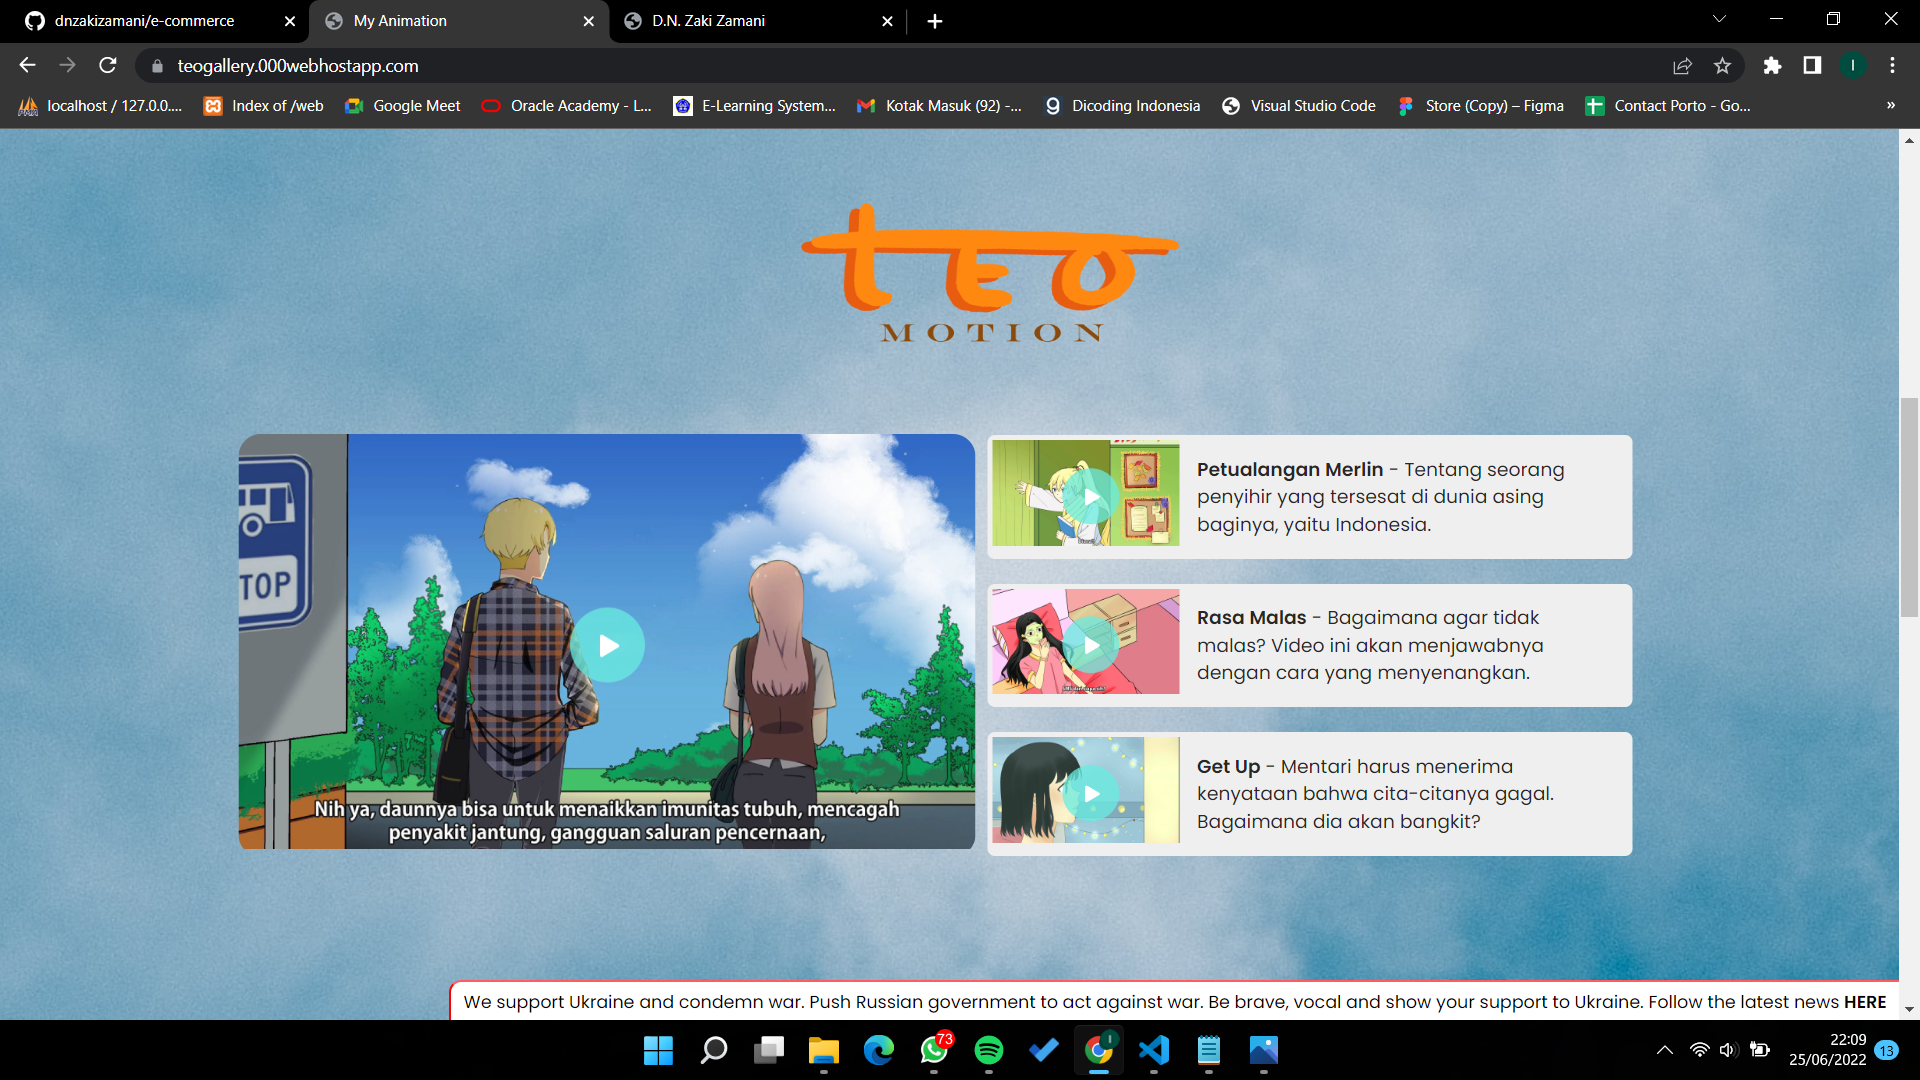 dnzakizamani/e-commerce
My Animation
D.N. Zaki Zamani
teogallery.000webhostapp.com
localhost / 127.0.0....
Index of /web
Google Meet
Oracle Academy - L...
E-Learning System...
Kotak Masuk (92) -...
Dicoding Indonesia
Visual Studio Code
Store (Copy) – Figma
Contact Porto - Go...
»
I
teo
MOTION
TOP
Nih ya, daunnya bisa untuk menaikkan imunitas tubuh, mencagah
penyakit jantung, gangguan saluran pencernaan,
Petualangan Merlin - Tentang seorang
penyihir yang tersesat di dunia asing
baginya, yaitu Indonesia.
Rasa Malas - Bagaimana agar tidak
malas? Video ini akan menjawabnya
dengan cara yang menyenangkan.
Get Up - Mentari harus menerima
kenyataan bahwa cita-citanya gagal.
Bagaimana dia akan bangkit?
We support Ukraine and condemn war. Push Russian government to act against war. Be brave, vocal and show your support to Ukraine. Follow the latest news HERE
73
I
22:09
25/06/2022
13